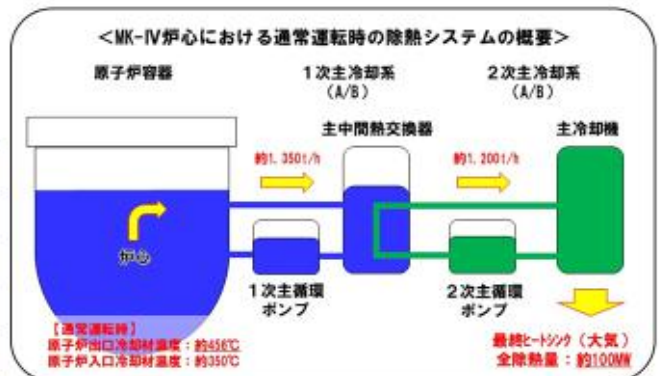 ＜MK-Ⅳ炉心における通常運転時の除熱システムの概要＞
原子炉容器
1次主冷却系
(A/B)
2次主冷却系
(A/B)
主中間熱交換器
主冷却機
約1,350t/h
約1,200t/h
炉心
1次主循環
ポンプ
2次主循環
ポンプ
【通常運転時】
原子炉出口冷却材温度：約456℃
原子炉入口冷却材温度：約350℃
最終ﾋｰﾄｼﾝｸ（大気）
全除熱量：約100MW